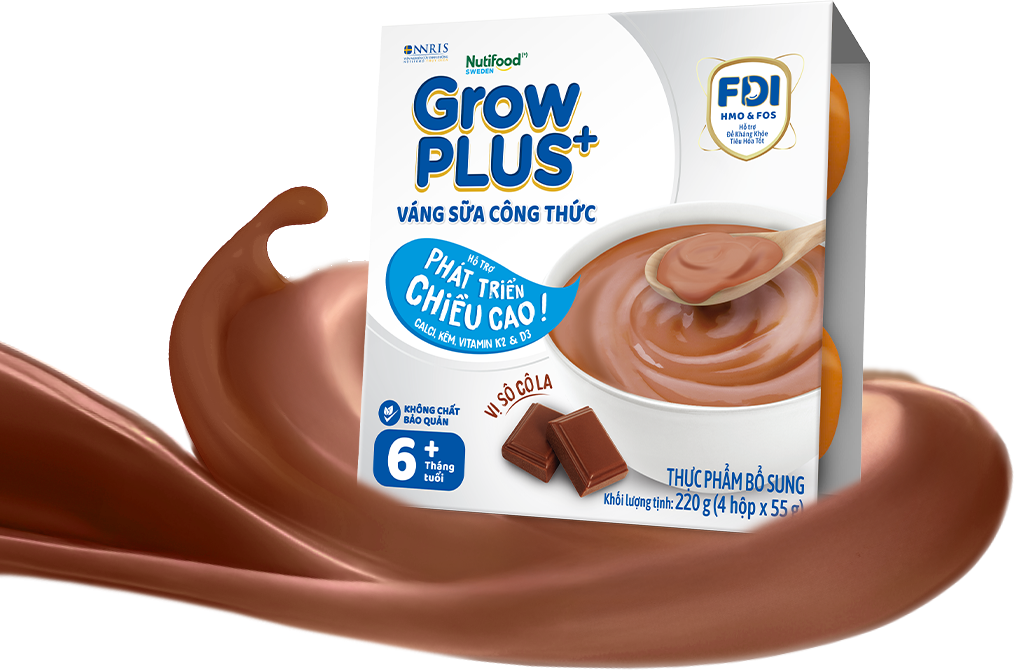 NNRIS
Nutifood(*)
SWEDEN
Grow
PLUS+
VÁNG SỮA CÔNG THỨC
FDI
HMO & FOS
Hỗ trợ
Đề Kháng Khỏe
Tiêu Hóa Tốt
HỖ TRỢ
PHÁT TRIỂN
CHIỀU CAO!
CALCI, KẼM, VITAMIN K2 & D3
VỊ SÔ CÔ LA
KHÔNG CHẤT
BẢO QUẢN
6+
Tháng
tuổi
THỰC PHẨM BỔ SUNG
Khối lượng tịnh: 220 g (4 hộp x 55 g)